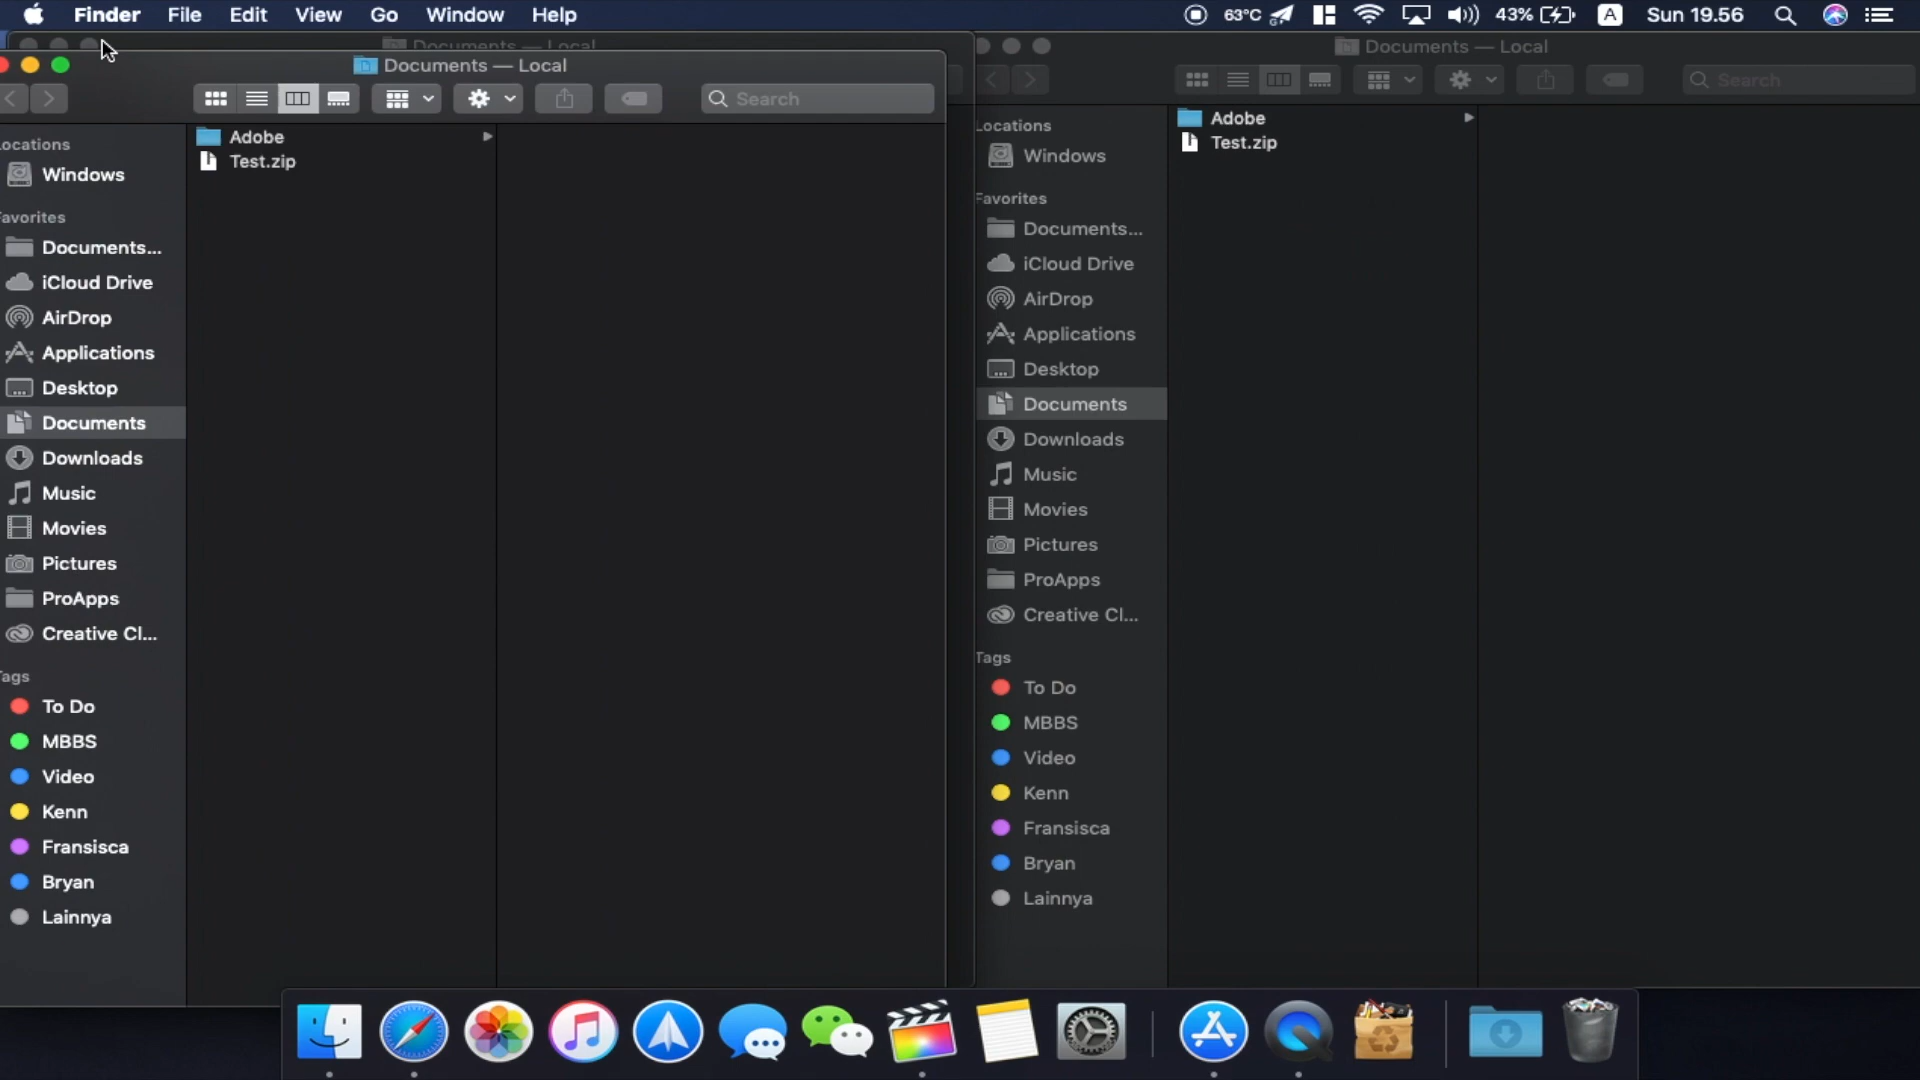 Finder File Edit View Go Window Help 63°C 43% A Sun 19.56
Documents — Local
Documents — Local
Search
ocations
Windows
avorites
Documents...
iCloud Drive
AirDrop
Applications
Desktop
Documents
Downloads
Music
Movies
Pictures
ProApps
Creative Cl...
ags
To Do
MBBS
Video
Kenn
Fransisca
Bryan
Lainnya
Adobe
Test.zip
Documents — Local
Search
Locations
Windows
Favorites
Documents...
iCloud Drive
AirDrop
Applications
Desktop
Documents
Downloads
Music
Movies
Pictures
ProApps
Creative Cl...
Tags
To Do
MBBS
Video
Kenn
Fransisca
Bryan
Lainnya
Adobe
Test.zip